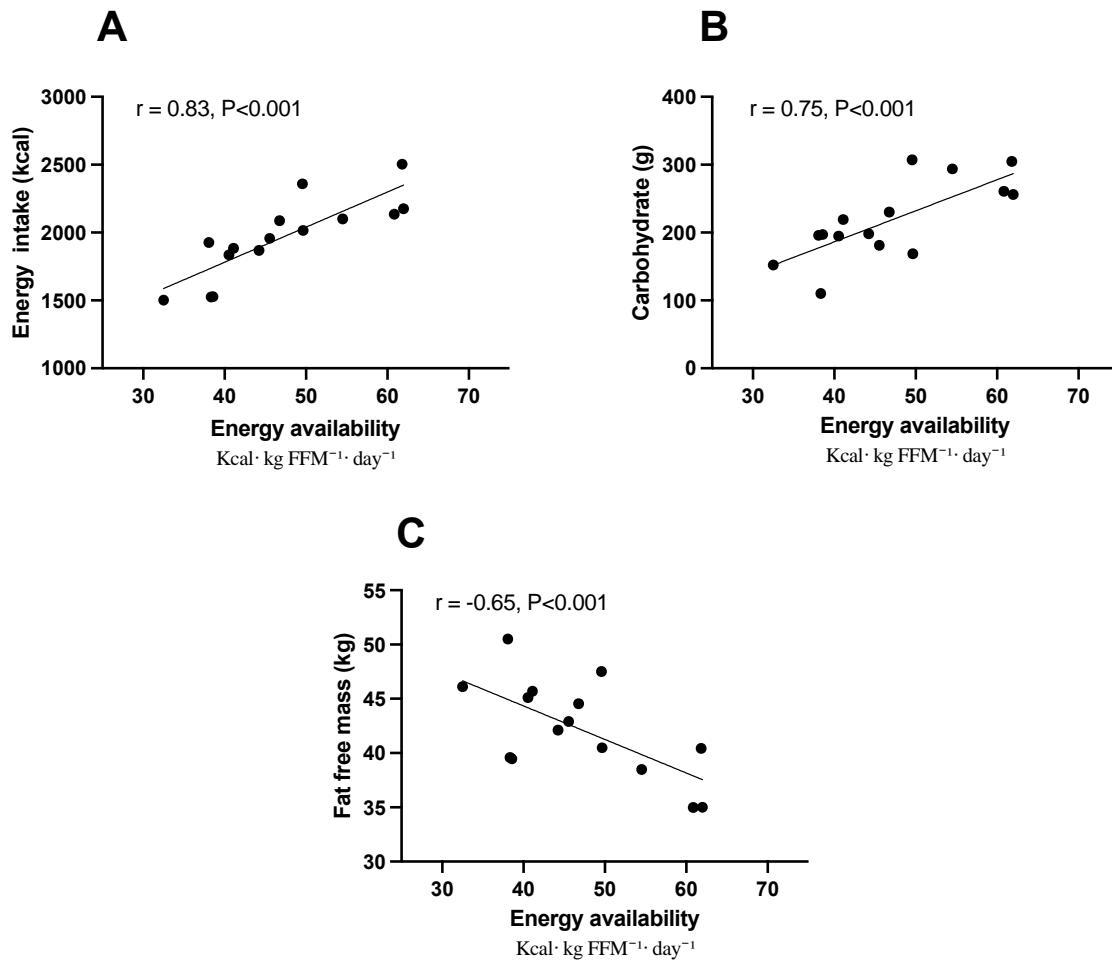 A
r = 0.83, P<0.001
Energy intake (kcal)
3000
2500
2000
1500
1000
30 40 50 60 70
Energy availability
Kcal· kg FFM⁻¹· day⁻¹
B
r = 0.75, P<0.001
Carbohydrate (g)
400
300
200
100
0
30 40 50 60 70
Energy availability
Kcal· kg FFM⁻¹· day⁻¹
C
r = -0.65, P<0.001
Fat free mass (kg)
55
50
45
40
35
30
30 40 50 60 70
Energy availability
Kcal· kg FFM⁻¹· day⁻¹